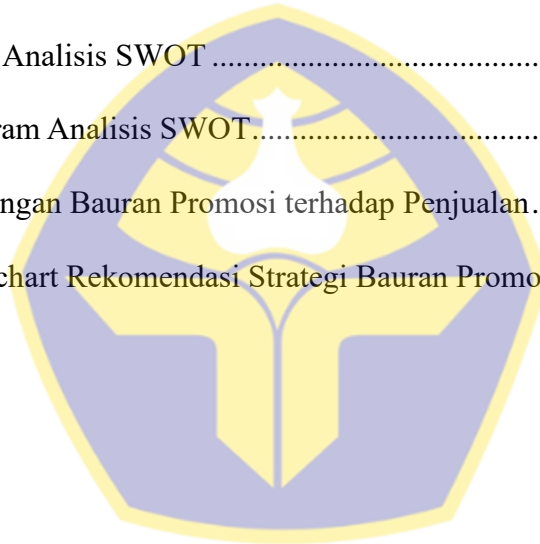 Analisis SWOT ......................................
ram Analisis SWOT..................................
ngan Bauran Promosi terhadap Penjualan.
chart Rekomendasi Strategi Bauran Promo